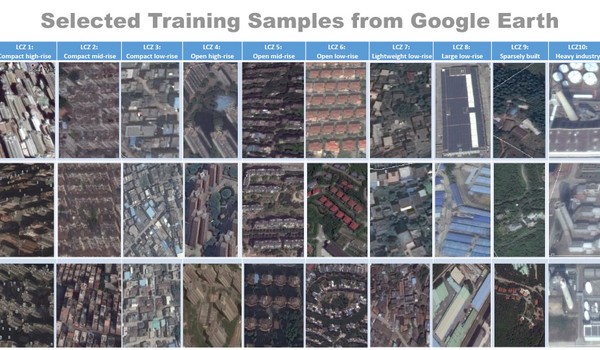 Selected Training Samples from Google Earth
LCZ 1: LCZ 2: LCZ 3: LCZ 4: LCZ 5: LCZ 6: LCZ 7: LCZ 8: LCZ 9: LCZ10:
Compact high-rise Compact mid-rise Compact low-rise Open high-rise Open mid-rise Open low-rise Lightweight low-rise Large low-rise Sparsely built Heavy industry